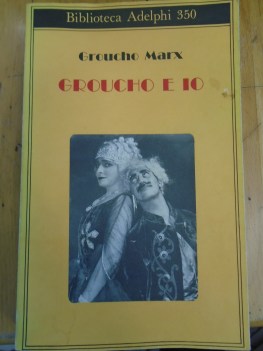 Biblioteca Adelphi 350
Groucho Marx
GROUCHO E IO